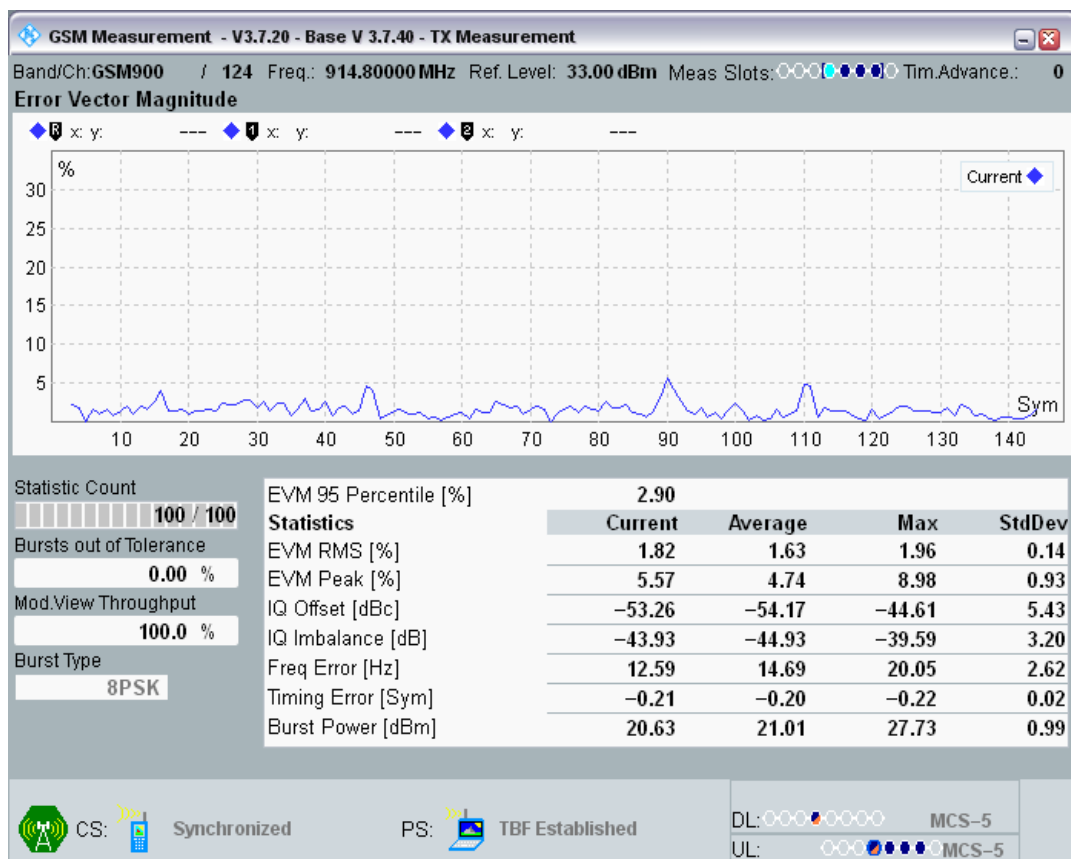 GSM Measurement - V3.7.20 - Base V 3.7.40 - TX Measurement
Band/Ch:GSM900 / 124 Freq.: 914.80000 MHz Ref. Level: 33.00 dBm Meas Slots: Tim.Advance.: 0
Error Vector Magnitude
R x: y: --- 1 x: y: --- 2 x: y: ---
%
Current
30
25
20
15
10
5
Sym
10 20 30 40 50 60 70 80 90 100 110 120 130 140
Statistic Count
100 / 100
Bursts out of Tolerance
0.00 %
Mod.View Throughput
100.0 %
Burst Type
8PSK
EVM 95 Percentile [%] 2.90
Statistics Current Average Max StdDev
EVM RMS [%] 1.82 1.63 1.96 0.14
EVM Peak [%] 5.57 4.74 8.98 0.93
IQ Offset [dBc] −53.26 −54.17 −44.61 5.43
IQ Imbalance [dB] −43.93 −44.93 −39.59 3.20
Freq Error [Hz] 12.59 14.69 20.05 2.62
Timing Error [Sym] −0.21 −0.20 −0.22 0.02
Burst Power [dBm] 20.63 21.01 27.73 0.99
CS: Synchronized PS: TBF Established
DL: MCS−5
UL: MCS−5